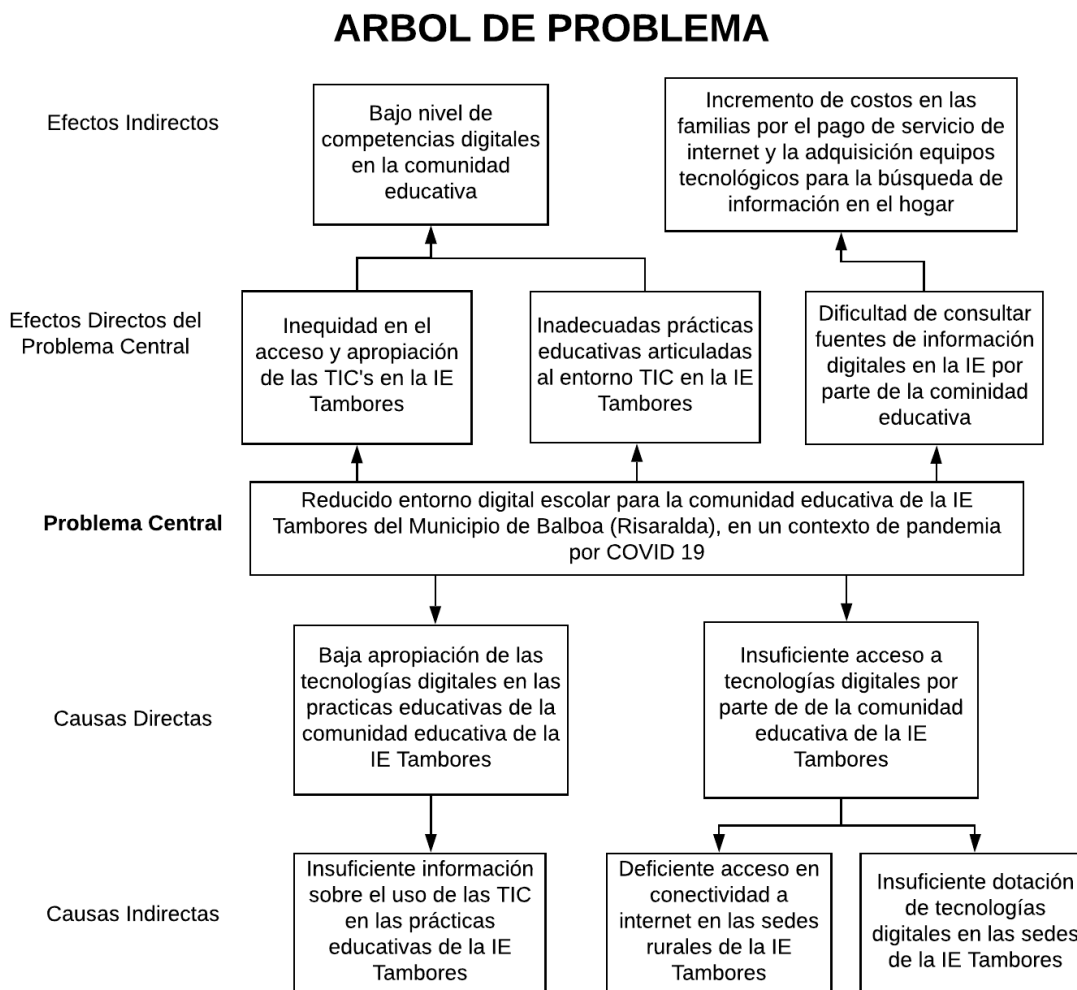 ARBOL DE PROBLEMA
Efectos Indirectos
Bajo nivel de
competencias digitales
en la comunidad
educativa
Incremento de costos en las
familias por el pago de servicio de
internet y la adquisición equipos
tecnológicos para la búsqueda de
información en el hogar
Efectos Directos del
Problema Central
Inequidad en el
acceso y apropiación
de las TIC's en la IE
Tambores
Inadecuadas prácticas
educativas articuladas
al entorno TIC en la IE
Tambores
Dificultad de consultar
fuentes de información
digitales en la IE por
parte de la cominidad
educativa
Problema Central
Reducido entorno digital escolar para la comunidad educativa de la IE
Tambores del Municipio de Balboa (Risaralda), en un contexto de pandemia
por COVID 19
Causas Directas
Baja apropiación de las
tecnologías digitales en las
practicas educativas de la
comunidad educativa de la
IE Tambores
Insuficiente acceso a
tecnologías digitales por
parte de de la comunidad
educativa de la IE
Tambores
Causas Indirectas
Insuficiente información
sobre el uso de las TIC
en las prácticas
educativas de la IE
Tambores
Deficiente acceso en
conectividad a
internet en las sedes
rurales de la IE
Tambores
Insuficiente dotación
de tecnologías
digitales en las sedes
de la IE Tambores